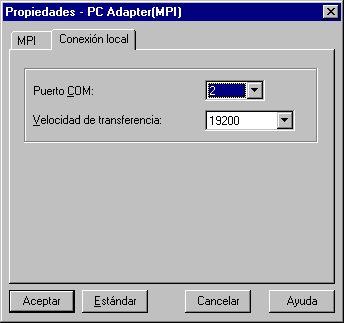 Propiedades - PC Adapter(MPI)
MPI
Conexión local
Puerto COM:
2
Velocidad de transferencia:
19200
Aceptar
Estándar
Cancelar
Ayuda